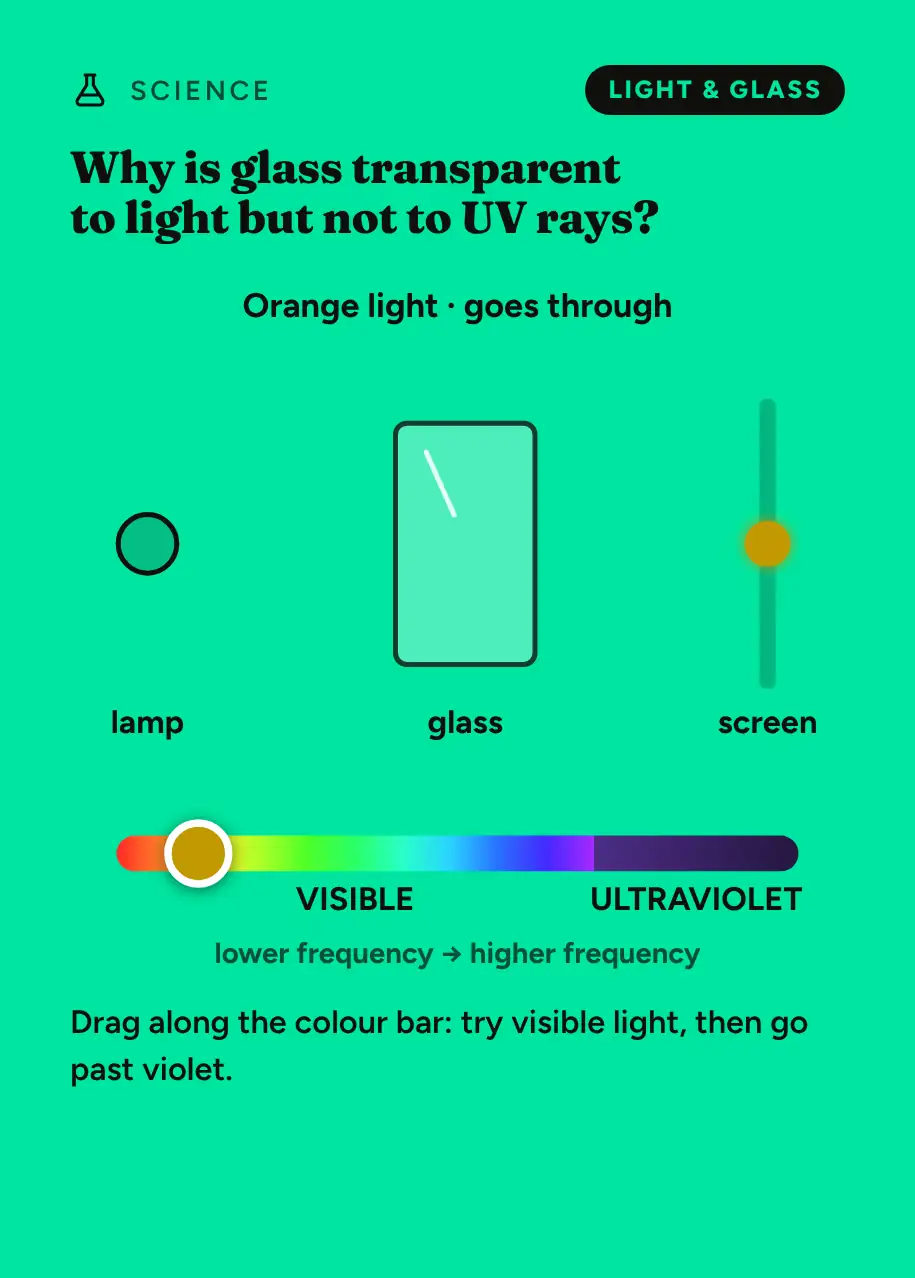 SCIENCE
LIGHT & GLASS
Why is glass transparent
to light but not to UV rays?
Orange light · goes through
lamp
glass
screen
VISIBLE
ULTRAVIOLET
lower frequency → higher frequency
Drag along the colour bar: try visible light, then go
past violet.